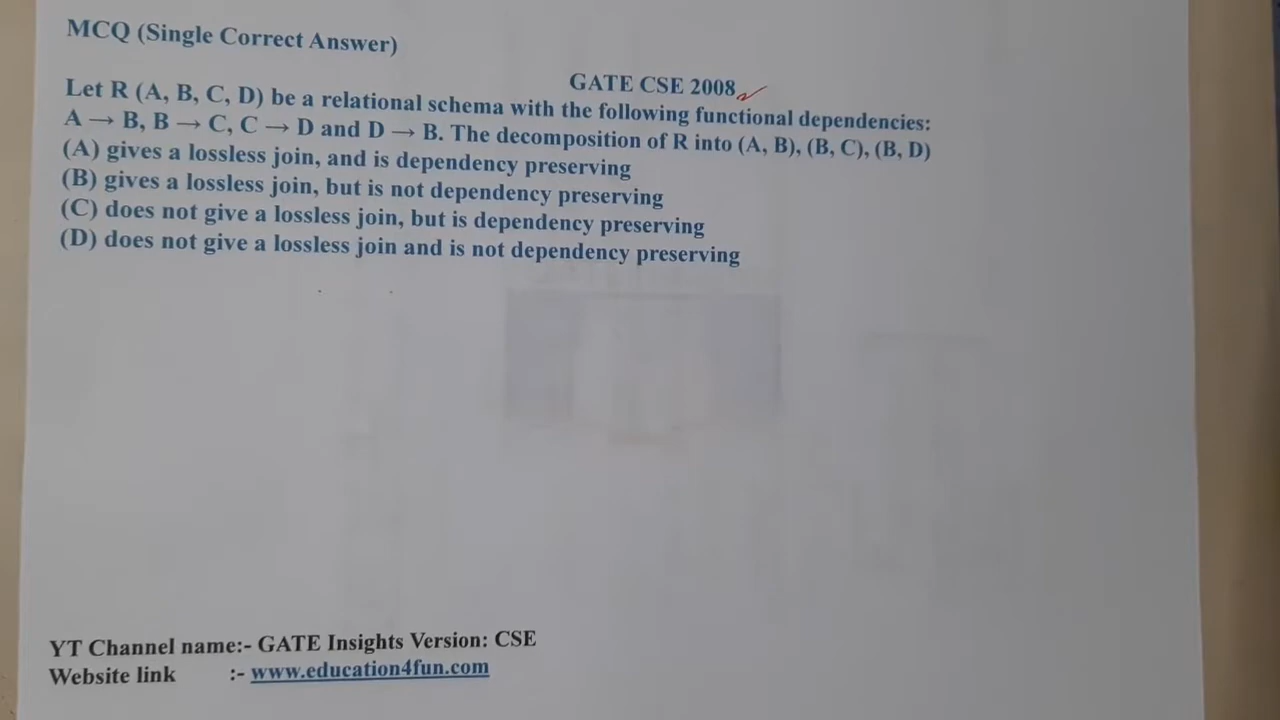 MCQ (Single Correct Answer)
GATE CSE 2008
Let R (A, B, C, D) be a relational schema with the following functional dependencies:
A → B, B → C, C → D and D → B. The decomposition of R into (A, B), (B, C), (B, D)
(A) gives a lossless join, and is dependency preserving
(B) gives a lossless join, but is not dependency preserving
(C) does not give a lossless join, but is dependency preserving
(D) does not give a lossless join and is not dependency preserving
YT Channel name:- GATE Insights Version: CSE
Website link :- www.education4fun.com